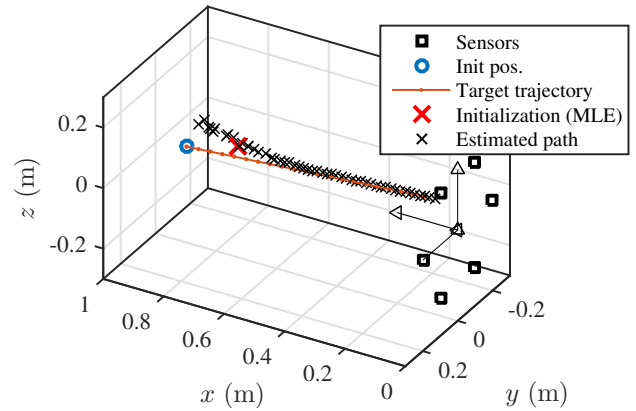 Sensors
Init pos.
Target trajectory
Initialization (MLE)
Estimated path
0.2
0
-0.2
z (m)
1
0.8
0.6
0.4
0.2
0
x (m)
-0.2
0
0.2
y (m)